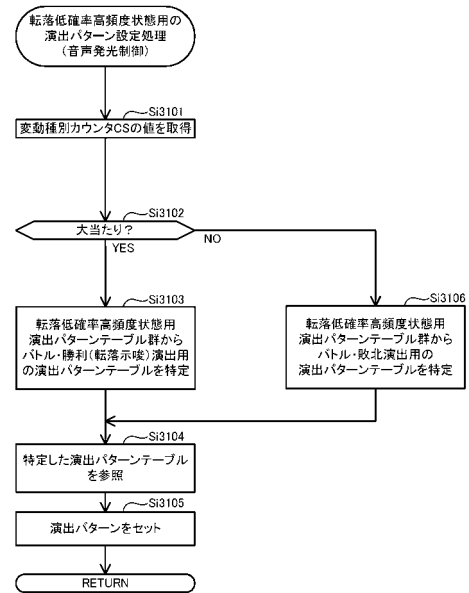 転落低確率高頻度状態用の
演出パターン設定処理
(音声発光制御)
Si3101
変動種別カウンタCSの値を取得
Si3102
大当たり？
YES
NO
Si3103
転落低確率高頻度状態用
演出パターンテーブル群から
バトル・勝利(転落示唆)演出用
の演出パターンテーブルを特定
Si3106
転落低確率高頻度状態用
演出パターンテーブル群から
バトル・敗北演出用の
演出パターンテーブルを特定
Si3104
特定した演出パターンテーブル
を参照
Si3105
演出パターンをセット
RETURN